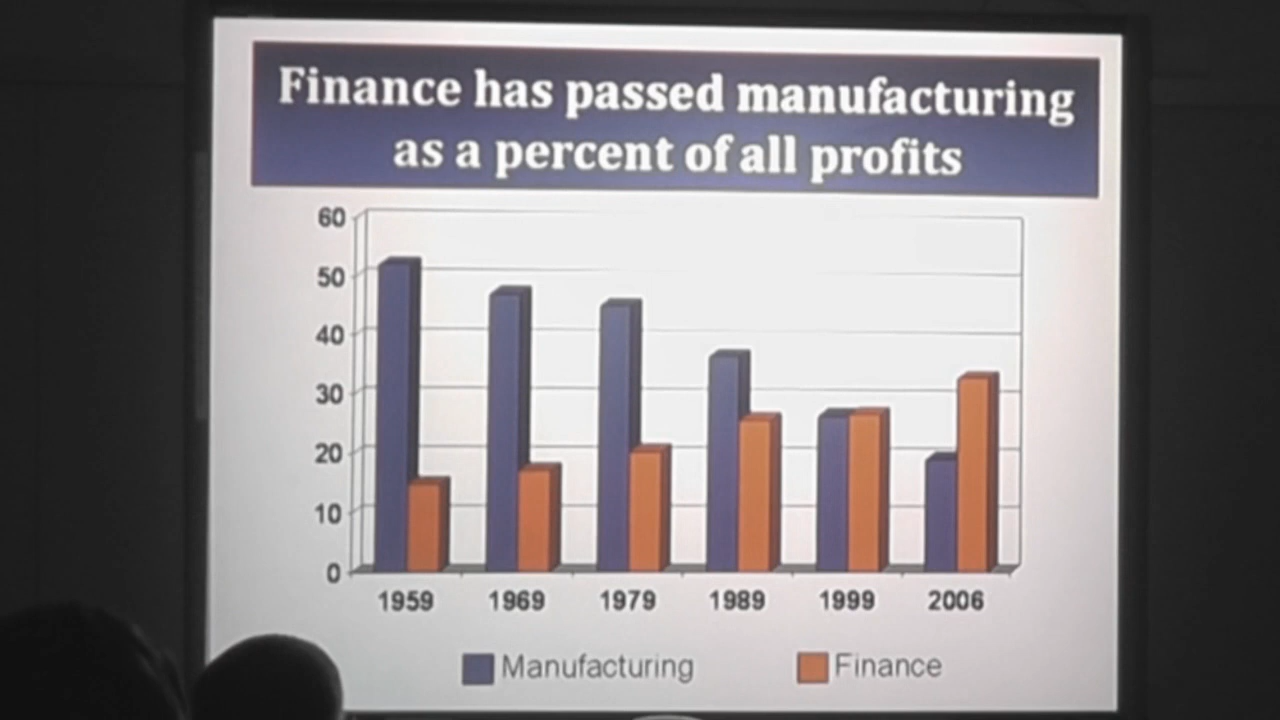 Finance has passed manufacturing
as a percent of all profits
60
50
40
30
20
10
0
1959 1969 1979 1989 1999 2006
Manufacturing Finance